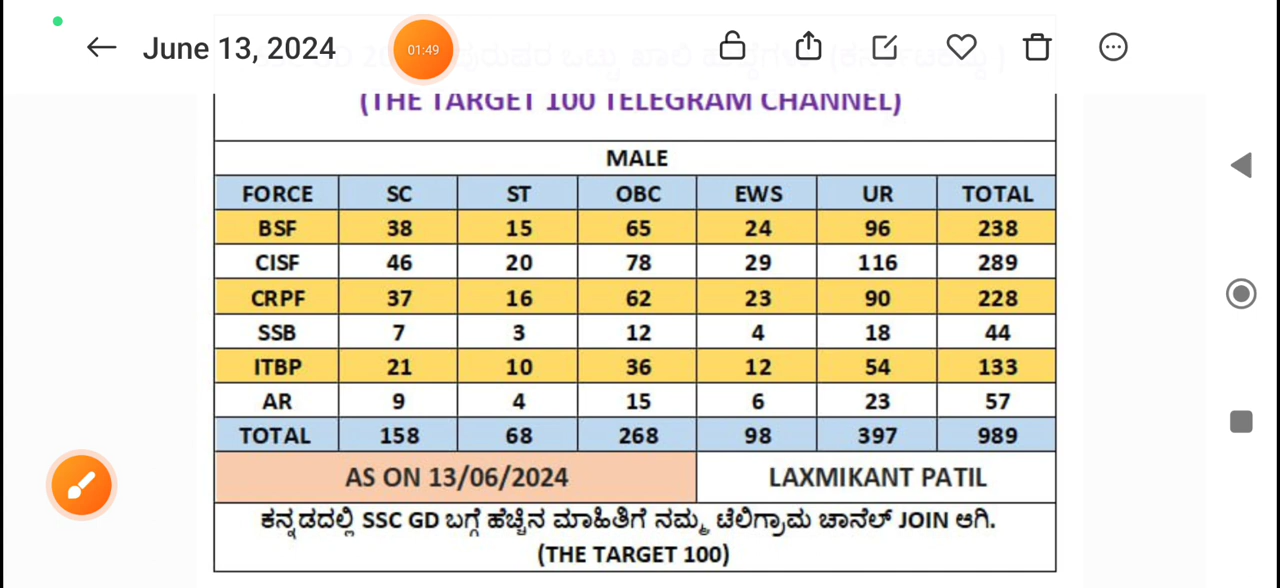 June 13, 2024
01:49
(THE TARGET 100 TELEGRAM CHANNEL)
MALE
FORCE SC ST OBC EWS UR TOTAL
BSF 38 15 65 24 96 238
CISF 46 20 78 29 116 289
CRPF 37 16 62 23 90 228
SSB 7 3 12 4 18 44
ITBP 21 10 36 12 54 133
AR 9 4 15 6 23 57
TOTAL 158 68 268 98 397 989
AS ON 13/06/2024 LAXMIKANT PATIL
ಕನ್ನಡದಲ್ಲಿ SSC GD ಬಗ್ಗೆ ಹೆಚ್ಚಿನ ಮಾಹಿತಿಗೆ ನಮ್ಮ ಟೆಲಿಗ್ರಾಮ ಚಾನೆಲ್ JOIN ಆಗಿ.
(THE TARGET 100)